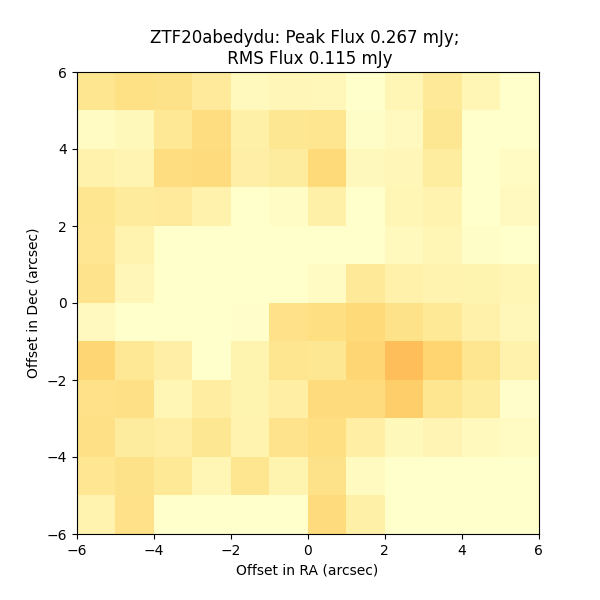 ZTF20abedydu: Peak Flux 0.267 mJy;
RMS Flux 0.115 mJy
6
4
2
0
−2
−4
−6
Offset in Dec (arcsec)
−6 −4 −2 0 2 4 6
Offset in RA (arcsec)